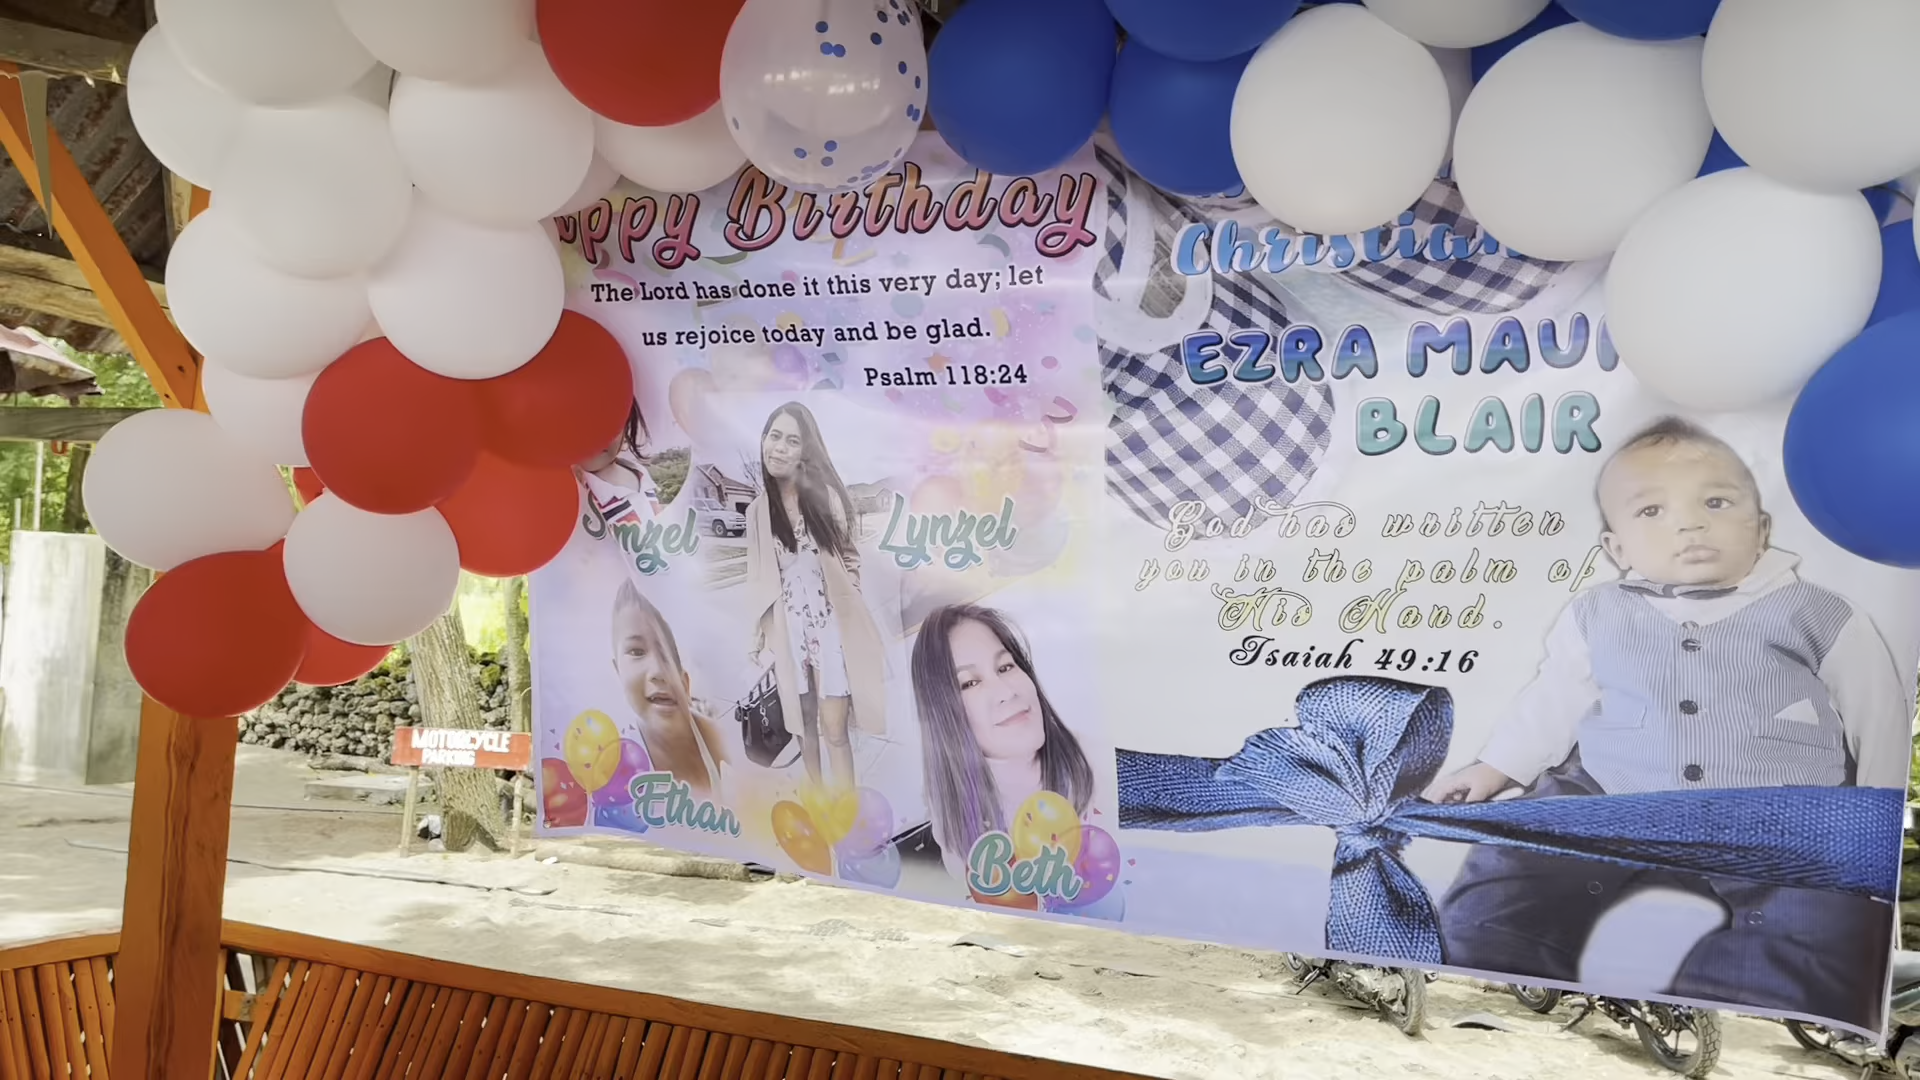 ppy Birthday
The Lord has done it this very day; let
us rejoice today and be glad.
Psalm 118:24
Lynzel
Ethan
Beth
Christian
EZRA
BLAIR
God has written
you in the palm of
His Hand.
Isaiah 49:16
MOTORCYCLE
PARKING